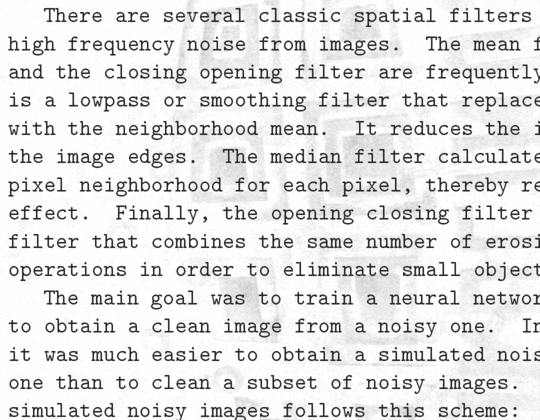 There are several classic spatial filters
high frequency noise from images. The mean f
and the closing opening filter are frequently
is a lowpass or smoothing filter that replace
with the neighborhood mean. It reduces the i
the image edges. The median filter calculate
pixel neighborhood for each pixel, thereby re
effect. Finally, the opening closing filter
filter that combines the same number of erosi
operations in order to eliminate small object
The main goal was to train a neural networ
to obtain a clean image from a noisy one. In
it was much easier to obtain a simulated nois
one than to clean a subset of noisy images.
simulated noisy images follows this scheme: